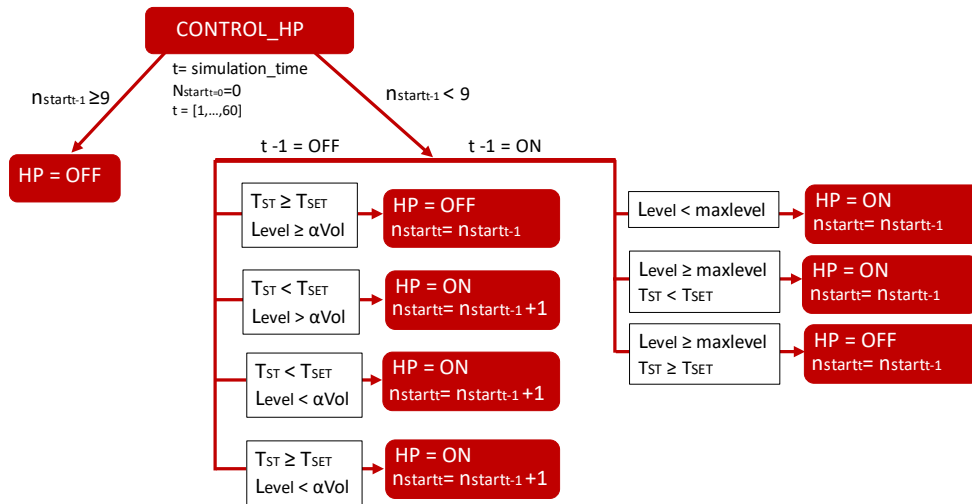 CONTROL_HP
t= simulation_time
Nstartt=0=0
t = [1,…,60]
nstartt-1 ≥9
nstartt-1 < 9
HP = OFF
t -1 = OFF
t -1 = ON
TST ≥ TSET
Level ≥ αVol
HP = OFF
nstartt= nstartt-1
TST < TSET
Level > αVol
HP = ON
nstartt= nstartt-1 +1
TST < TSET
Level < αVol
HP = ON
nstartt= nstartt-1 +1
TST ≥ TSET
Level < αVol
HP = ON
nstartt= nstartt-1 +1
Level < maxlevel
HP = ON
nstartt= nstartt-1
Level ≥ maxlevel
TST < TSET
HP = ON
nstartt= nstartt-1
Level ≥ maxlevel
TST ≥ TSET
HP = OFF
nstartt= nstartt-1